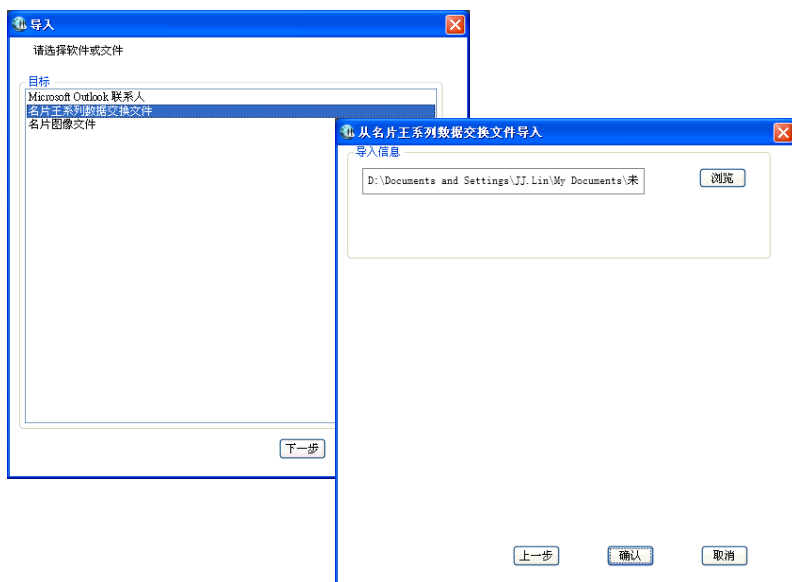 导入
请选择软件或文件
目标
Microsoft Outlook 联系人
名片王系列数据交换文件
名片图像文件
下一步
从名片王系列数据交换文件导入
导入信息
D:\Documents and Settings\JJ.Lin\My Documents\未
浏览
上一步
确认
取消